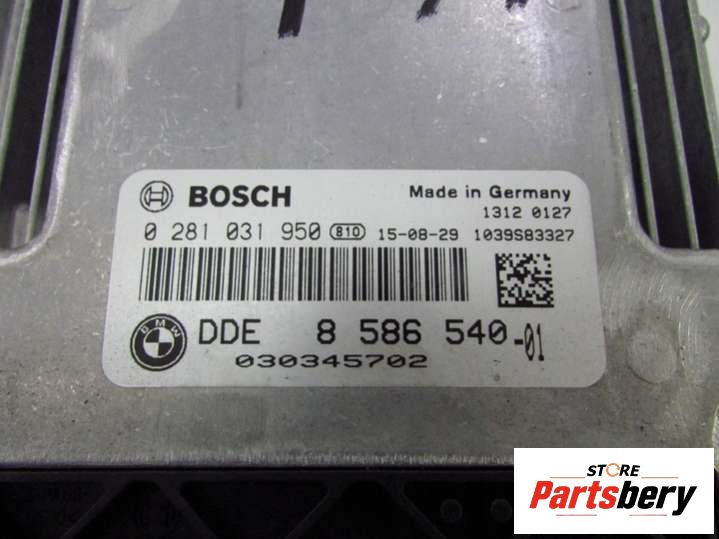 BOSCH
Made in Germany
1312 0127
0 281 031 950 810 15-08-29 1039S83327
BMW DDE 8 586 540-01
030345702
STORE
Partsbery